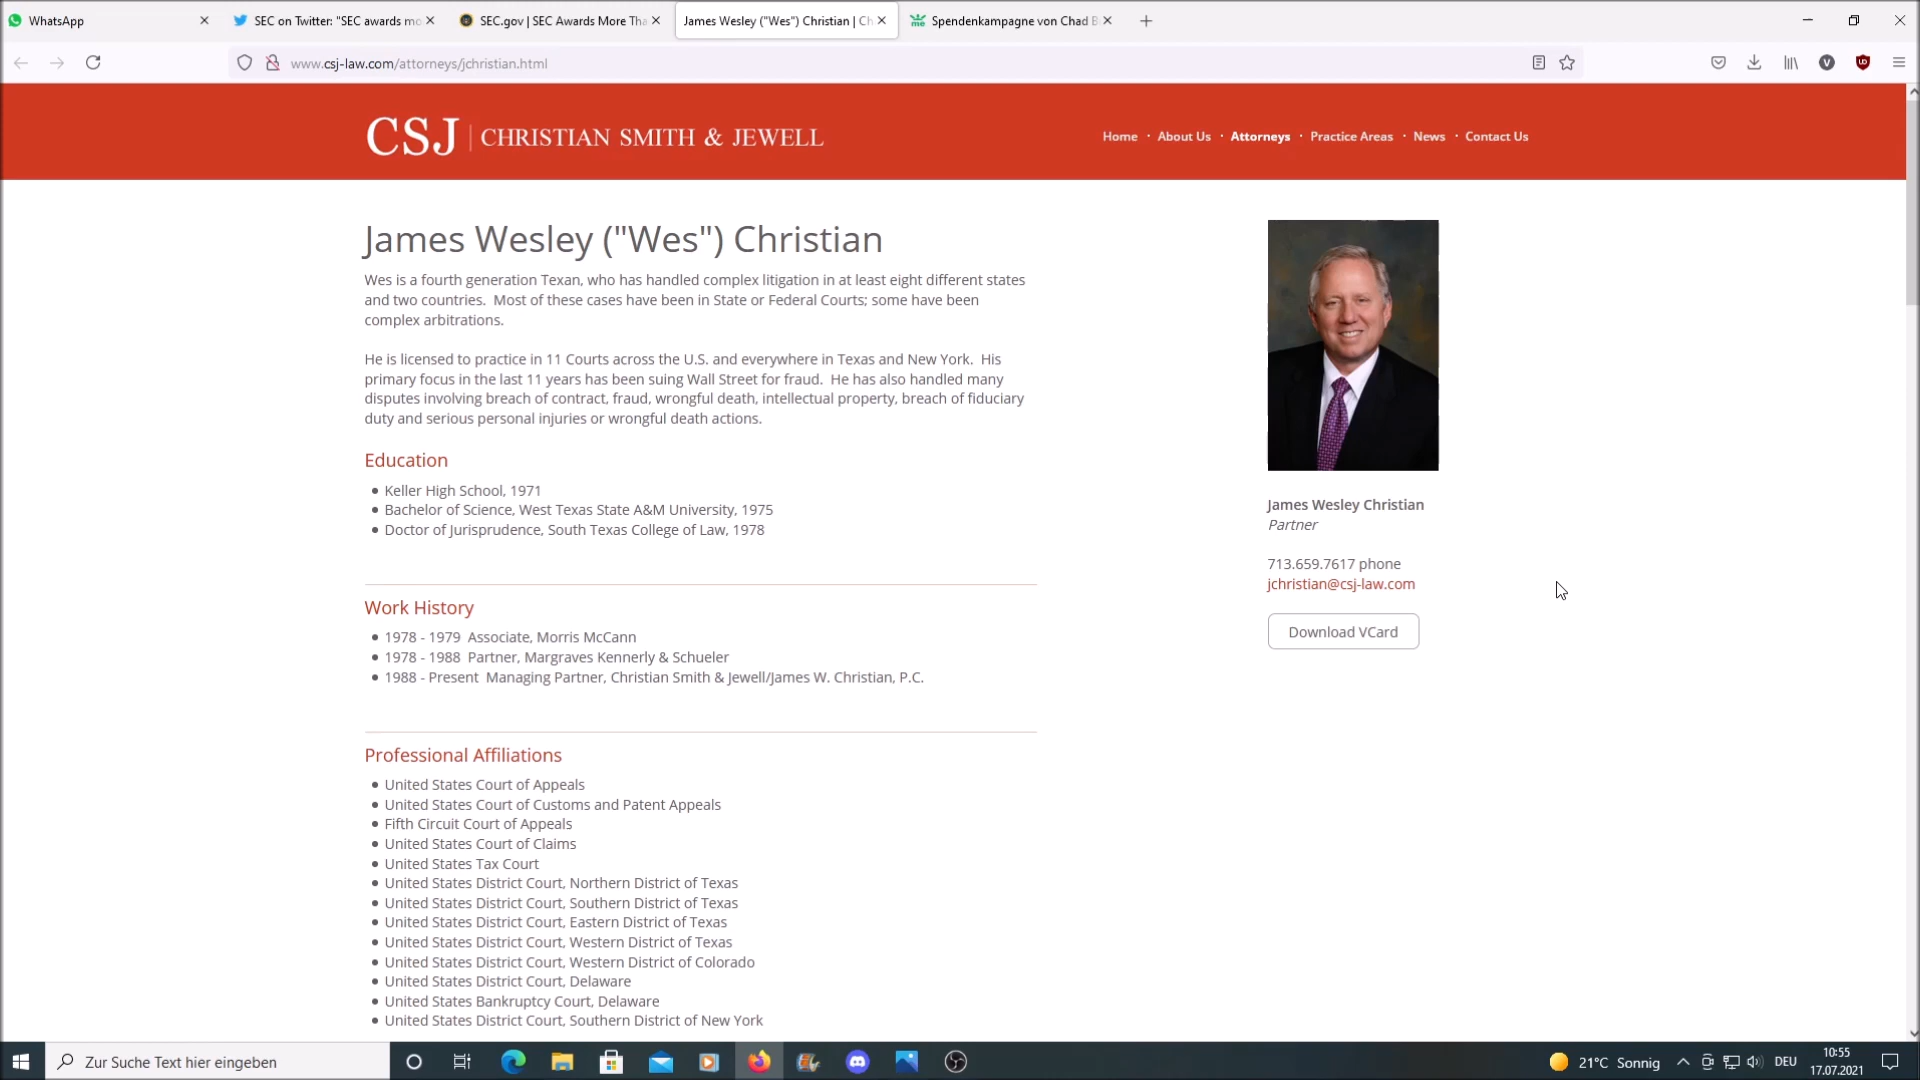 WhatsApp
SEC on Twitter: "SEC awards mo
SEC.gov | SEC Awards More Tha
James Wesley ("Wes") Christian | Ch
Spendenkampagne von Chad B
www.csj-law.com/attorneys/jchristian.html
CSJ | CHRISTIAN SMITH & JEWELL
Home · About Us · Attorneys · Practice Areas · News · Contact Us
James Wesley ("Wes") Christian
Wes is a fourth generation Texan, who has handled complex litigation in at least eight different states
and two countries. Most of these cases have been in State or Federal Courts; some have been
complex arbitrations.
He is licensed to practice in 11 Courts across the U.S. and everywhere in Texas and New York. His
primary focus in the last 11 years has been suing Wall Street for fraud. He has also handled many
disputes involving breach of contract, fraud, wrongful death, intellectual property, breach of fiduciary
duty and serious personal injuries or wrongful death actions.
Education
• Keller High School, 1971
• Bachelor of Science, West Texas State A&M University, 1975
• Doctor of Jurisprudence, South Texas College of Law, 1978
Work History
• 1978 - 1979 Associate, Morris McCann
• 1978 - 1988 Partner, Margraves Kennerly & Schueler
• 1988 - Present Managing Partner, Christian Smith & Jewell/James W. Christian, P.C.
Professional Affiliations
• United States Court of Appeals
• United States Court of Customs and Patent Appeals
• Fifth Circuit Court of Appeals
• United States Court of Claims
• United States Tax Court
• United States District Court, Northern District of Texas
• United States District Court, Southern District of Texas
• United States District Court, Eastern District of Texas
• United States District Court, Western District of Texas
• United States District Court, Western District of Colorado
• United States District Court, Delaware
• United States Bankruptcy Court, Delaware
• United States District Court, Southern District of New York
James Wesley Christian
Partner
713.659.7617 phone
jchristian@csj-law.com
Download VCard
Zur Suche Text hier eingeben
21°C Sonnig
DEU
10:55
17.07.2021